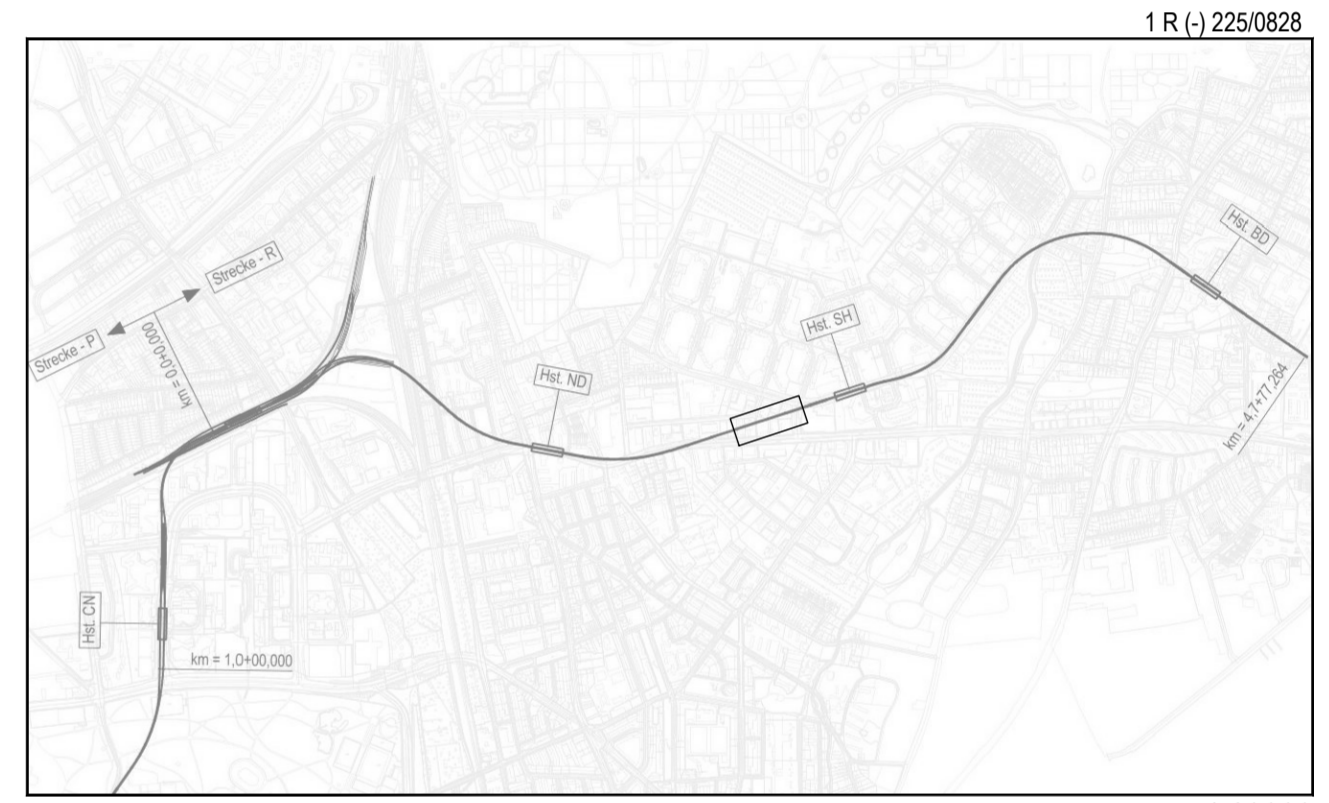 1 R (-) 225/0828
Hst. BD
Strecke - R
Strecke - P
km = 0,0+0,000
Hst. SH
Hst. ND
km = 4,7+77,264
Hst. CN
km = 1,0+00,000